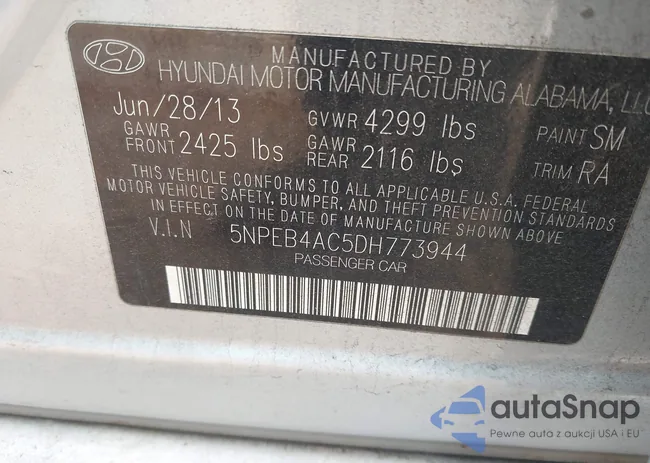 MANUFACTURED BY
HYUNDAI MOTOR MANUFACTURING ALABAMA, LLC
Jun/28/13 GVWR 4299 lbs PAINT SM
GAWR FRONT 2425 lbs GAWR REAR 2116 lbs TRIM RA
THIS VEHICLE CONFORMS TO ALL APPLICABLE U.S.A. FEDERAL
MOTOR VEHICLE SAFETY, BUMPER, AND THEFT PREVENTION STANDARDS
IN EFFECT ON THE DATE OF MANUFACTURE SHOWN ABOVE
V.I.N 5NPEB4AC5DH773944
PASSENGER CAR
autaSnap
Pewne auta z aukcji USA i EU